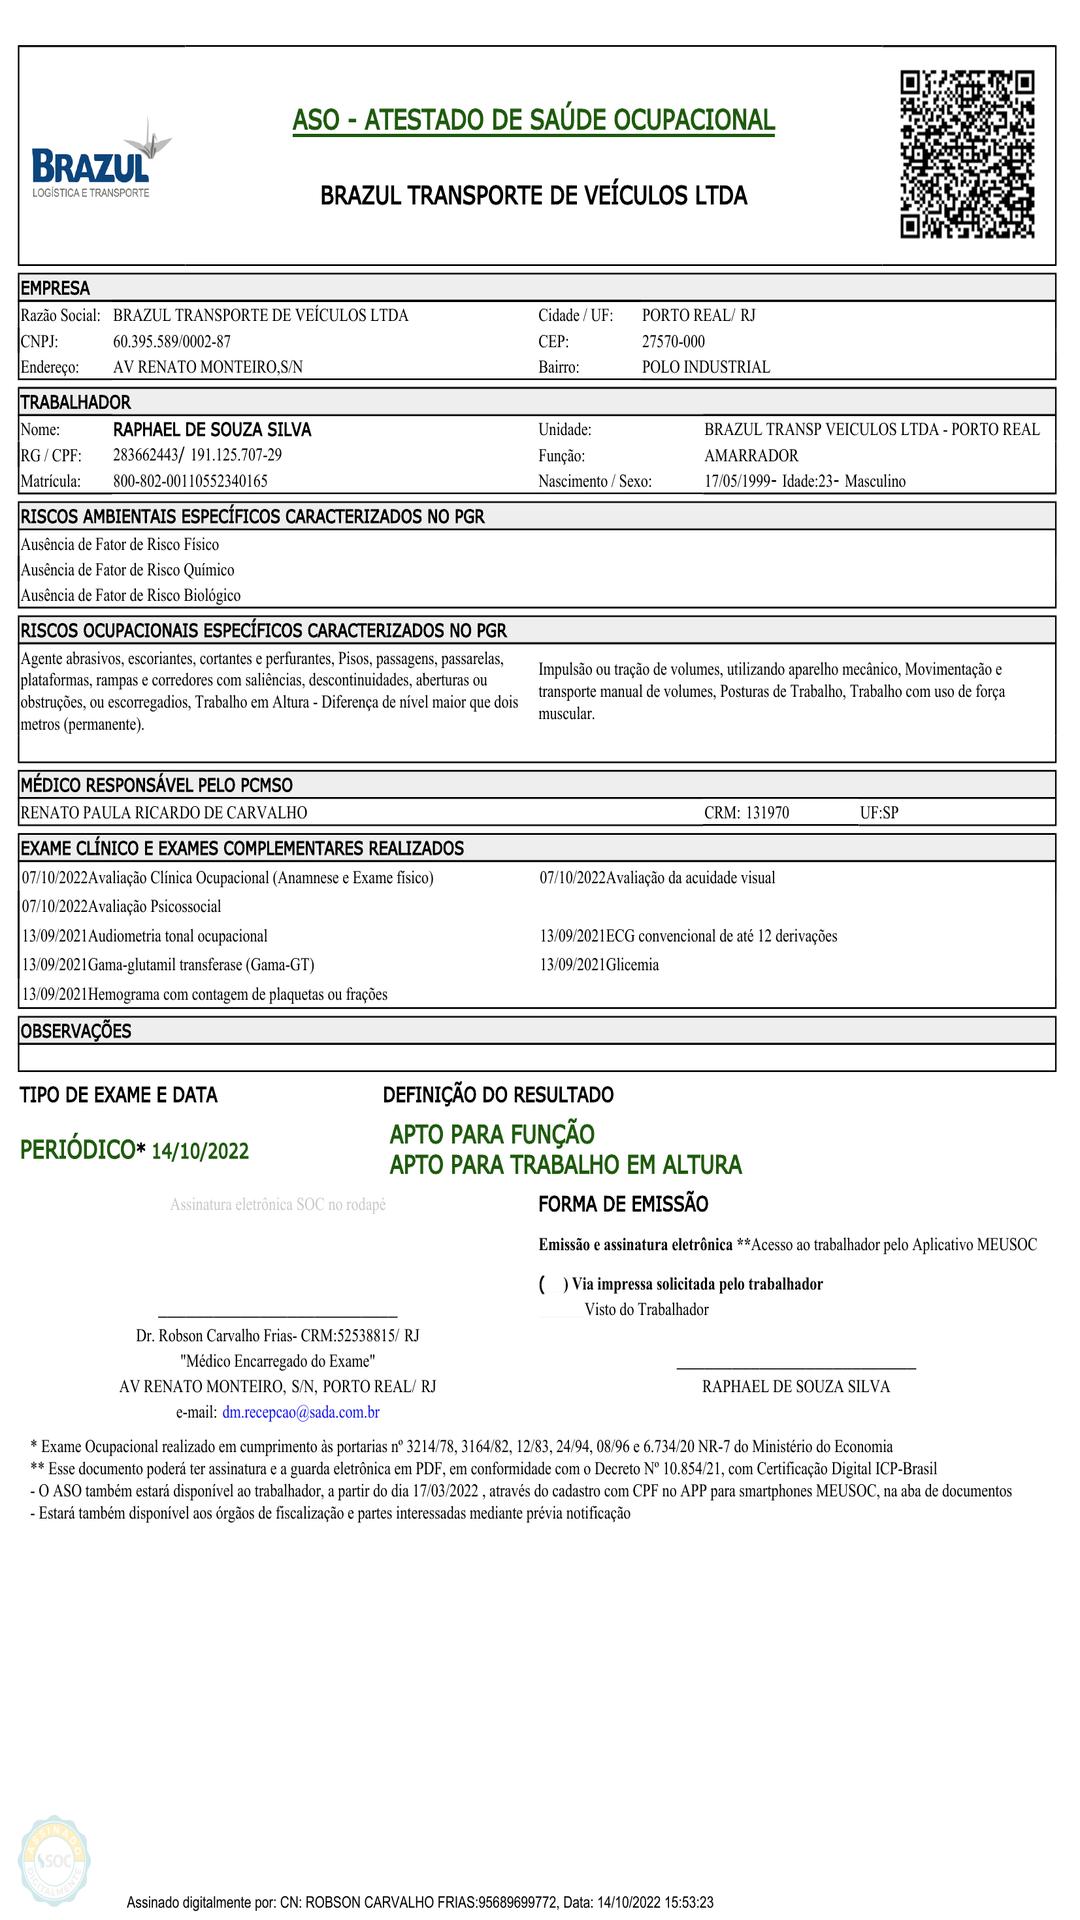 BRAZUL
LOGÍSTICA E TRANSPORTE
ASO - ATESTADO DE SAÚDE OCUPACIONAL
BRAZUL TRANSPORTE DE VEÍCULOS LTDA
EMPRESA
Razão Social: BRAZUL TRANSPORTE DE VEÍCULOS LTDA Cidade / UF: PORTO REAL/ RJ
CNPJ: 60.395.589/0002-87 CEP: 27570-000
Endereço: AV RENATO MONTEIRO,S/N Bairro: POLO INDUSTRIAL
TRABALHADOR
Nome: RAPHAEL DE SOUZA SILVA Unidade: BRAZUL TRANSP VEICULOS LTDA - PORTO REAL
RG / CPF: 283662443/ 191.125.707-29 Função: AMARRADOR
Matrícula: 800-802-00110552340165 Nascimento / Sexo: 17/05/1999- Idade:23- Masculino
RISCOS AMBIENTAIS ESPECÍFICOS CARACTERIZADOS NO PGR
Ausência de Fator de Risco Físico
Ausência de Fator de Risco Químico
Ausência de Fator de Risco Biológico
RISCOS OCUPACIONAIS ESPECÍFICOS CARACTERIZADOS NO PGR
Agente abrasivos, escoriantes, cortantes e perfurantes, Pisos, passagens, passarelas,
plataformas, rampas e corredores com saliências, descontinuidades, aberturas ou
obstruções, ou escorregadios, Trabalho em Altura - Diferença de nível maior que dois
metros (permanente).
Impulsão ou tração de volumes, utilizando aparelho mecânico, Movimentação e
transporte manual de volumes, Posturas de Trabalho, Trabalho com uso de força
muscular.
MÉDICO RESPONSÁVEL PELO PCMSO
RENATO PAULA RICARDO DE CARVALHO CRM: 131970 UF:SP
EXAME CLÍNICO E EXAMES COMPLEMENTARES REALIZADOS
07/10/2022Avaliação Clínica Ocupacional (Anamnese e Exame físico) 07/10/2022Avaliação da acuidade visual
07/10/2022Avaliação Psicossocial
13/09/2021Audiometria tonal ocupacional 13/09/2021ECG convencional de até 12 derivações
13/09/2021Gama-glutamil transferase (Gama-GT) 13/09/2021Glicemia
13/09/2021Hemograma com contagem de plaquetas ou frações
OBSERVAÇÕES
TIPO DE EXAME E DATA DEFINIÇÃO DO RESULTADO
PERIÓDICO* 14/10/2022
APTO PARA FUNÇÃO
APTO PARA TRABALHO EM ALTURA
Assinatura eletrônica SOC no rodapé
FORMA DE EMISSÃO
Emissão e assinatura eletrônica **Acesso ao trabalhador pelo Aplicativo MEUSOC
( ) Via impressa solicitada pelo trabalhador
Visto do Trabalhador
Dr. Robson Carvalho Frias- CRM:52538815/ RJ
"Médico Encarregado do Exame"
AV RENATO MONTEIRO, S/N, PORTO REAL/ RJ
e-mail: dm.recepcao@sada.com.br
RAPHAEL DE SOUZA SILVA
* Exame Ocupacional realizado em cumprimento às portarias nº 3214/78, 3164/82, 12/83, 24/94, 08/96 e 6.734/20 NR-7 do Ministério do Economia
** Esse documento poderá ter assinatura e a guarda eletrônica em PDF, em conformidade com o Decreto Nº 10.854/21, com Certificação Digital ICP-Brasil
- O ASO também estará disponível ao trabalhador, a partir do dia 17/03/2022 , através do cadastro com CPF no APP para smartphones MEUSOC, na aba de documentos
- Estará também disponível aos órgãos de fiscalização e partes interessadas mediante prévia notificação
ASSINADO
SOC
DIGITALMENTE
Assinado digitalmente por: CN: ROBSON CARVALHO FRIAS:95689699772, Data: 14/10/2022 15:53:23